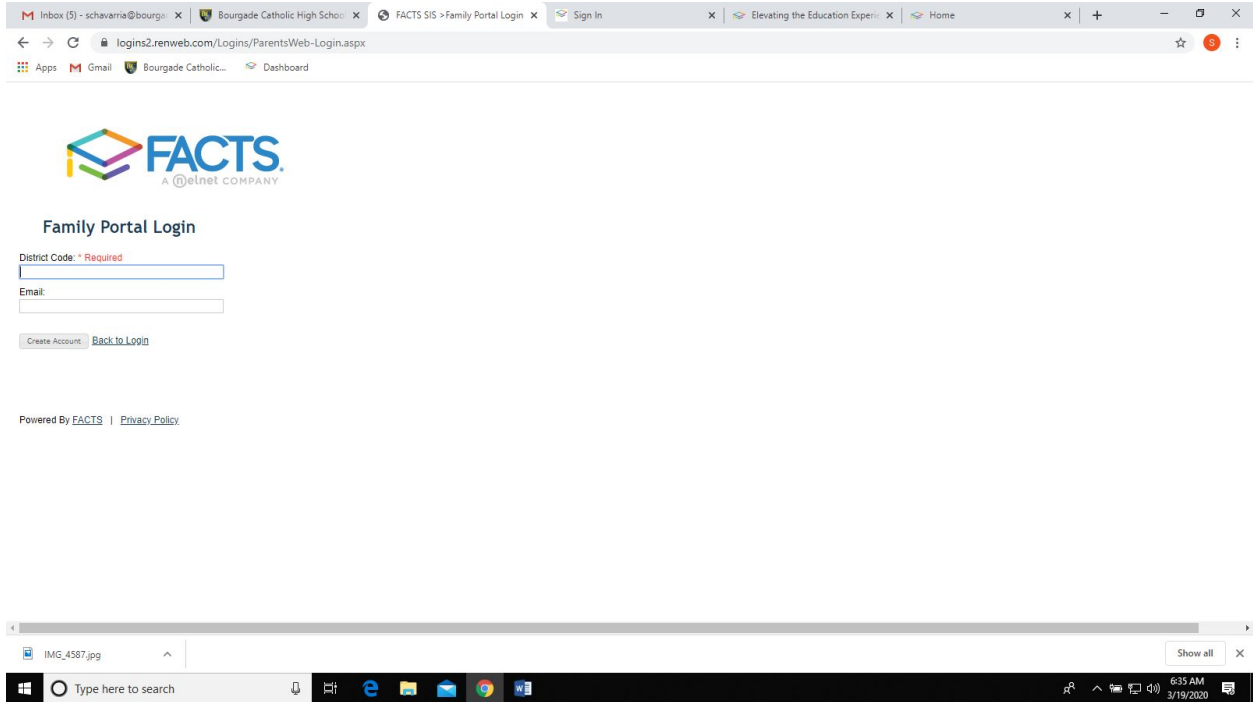 Inbox (5) - schavarria@bourga
Bourgade Catholic High School
FACTS SIS >Family Portal Login
Sign In
Elevating the Education Experie
Home
logins2.renweb.com/Logins/ParentsWeb-Login.aspx
S
Apps
Gmail
Bourgade Catholic...
Dashboard
FACTS.
A nelnet COMPANY
Family Portal Login
District Code: * Required
Email:
Create Account Back to Login
Powered By FACTS | Privacy Policy
IMG_4587.jpg
Show all
Type here to search
6:35 AM
3/19/2020